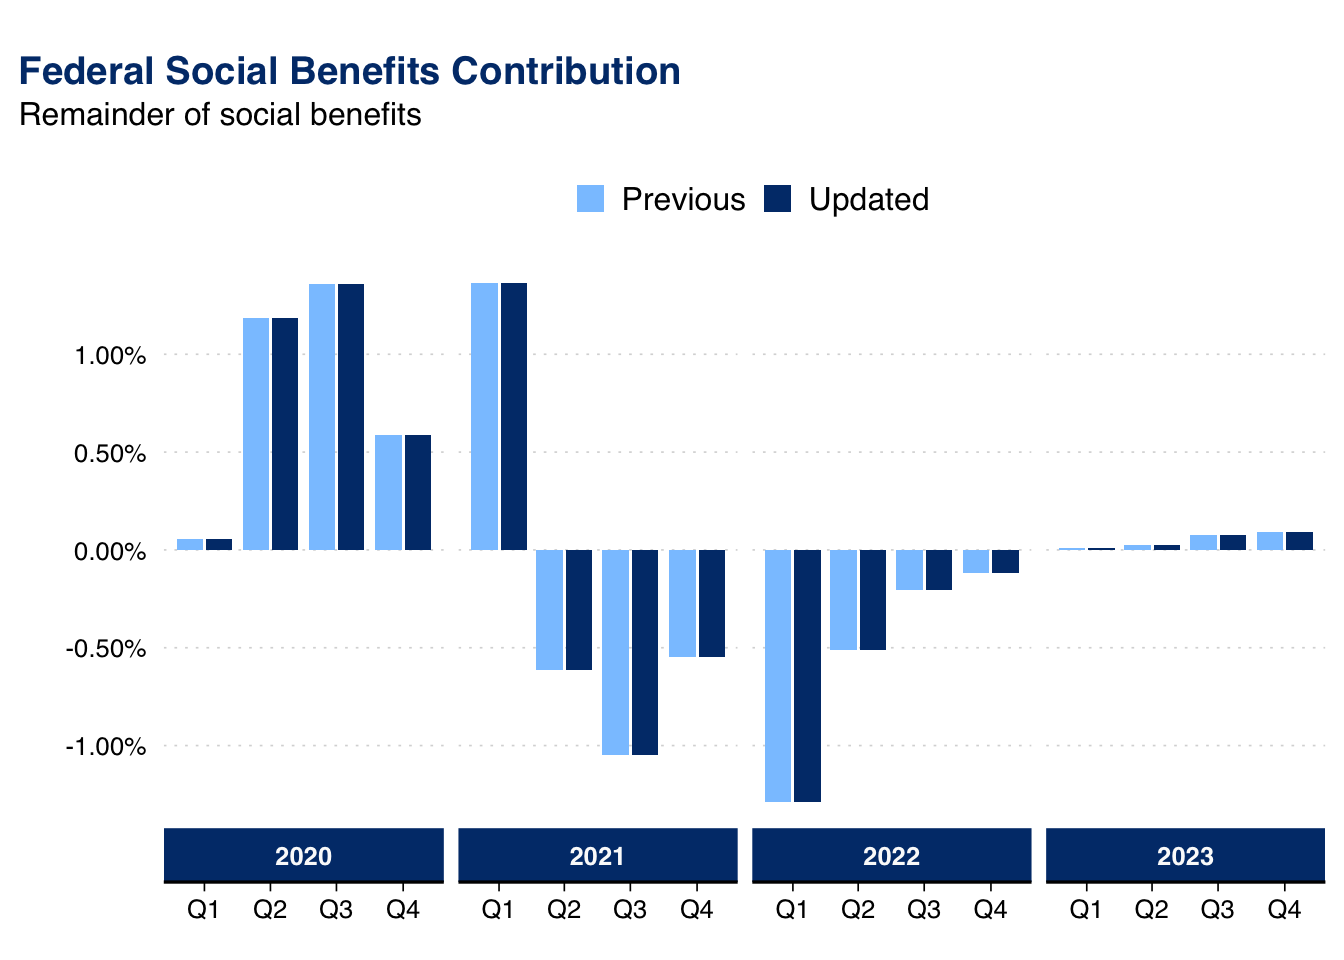 Federal Social Benefits Contribution
Remainder of social benefits
Previous Updated
1.00%
0.50%
0.00%
-0.50%
-1.00%
2020 2021 2022 2023
Q1 Q2 Q3 Q4 Q1 Q2 Q3 Q4 Q1 Q2 Q3 Q4 Q1 Q2 Q3 Q4